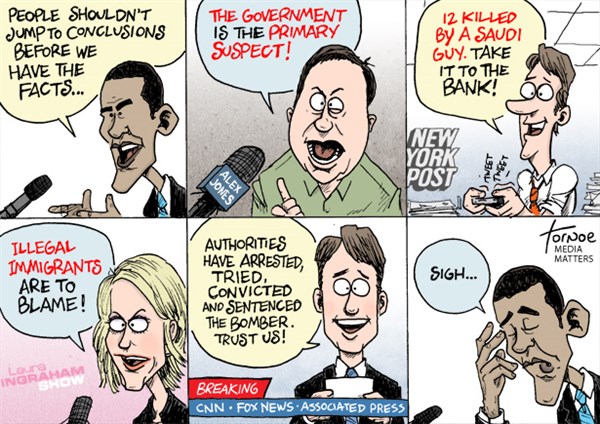 PEOPLE SHOULDN'T
JUMP TO CONCLUSIONS
BEFORE WE
HAVE THE
FACTS...
THE GOVERNMENT
IS THE PRIMARY
SUSPECT!
ALEX
JONES
12 KILLED
BY A SAUDI
GUY. TAKE
IT TO THE
BANK!
NEW
YORK
POST
TWEET
TWEET
ILLEGAL
IMMIGRANTS
ARE TO
BLAME!
Laura
INGRAHAM
SHOW
AUTHORITIES
HAVE ARRESTED,
TRIED,
CONVICTED
AND SENTENCED
THE BOMBER.
TRUST US!
BREAKING
CNN · FOX NEWS · ASSOCIATED PRESS
tornoe
MEDIA
MATTERS
SIGH...